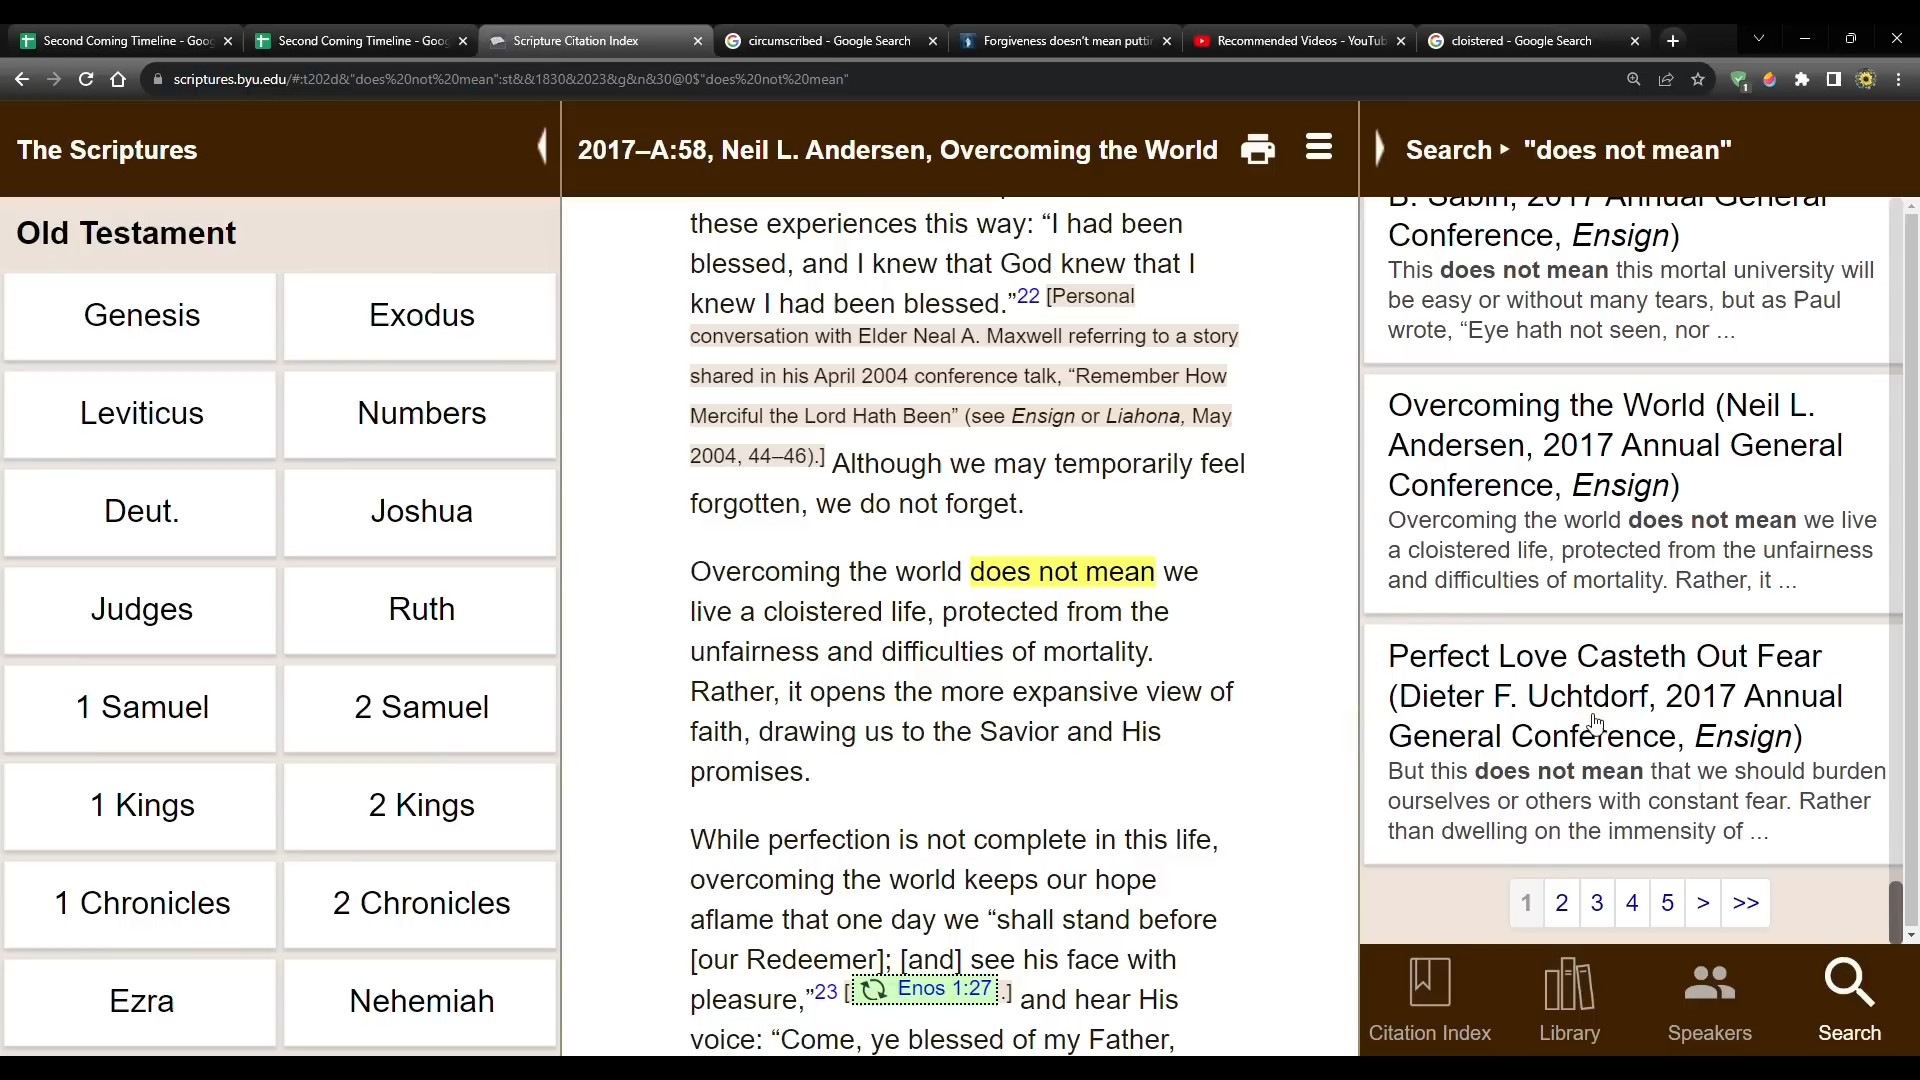 Second Coming Timeline - Goog
Second Coming Timeline - Goog
Scripture Citation Index
circumscribed - Google Search
Forgiveness doesn't mean puttin
Recommended Videos - YouTub
cloistered - Google Search
scriptures.byu.edu/#:t202d&"does%20not%20mean":st&&1830&2023&g&n&30@0$"does%20not%20mean"
1
The Scriptures
Old Testament
Genesis
Exodus
Leviticus
Numbers
Deut.
Joshua
Judges
Ruth
1 Samuel
2 Samuel
1 Kings
2 Kings
1 Chronicles
2 Chronicles
Ezra
Nehemiah
2017–A:58, Neil L. Andersen, Overcoming the World
these experiences this way: “I had been
blessed, and I knew that God knew that I
knew I had been blessed.”22 [Personal
conversation with Elder Neal A. Maxwell referring to a story
shared in his April 2004 conference talk, “Remember How
Merciful the Lord Hath Been” (see Ensign or Liahona, May
2004, 44–46).] Although we may temporarily feel
forgotten, we do not forget.
Overcoming the world does not mean we
live a cloistered life, protected from the
unfairness and difficulties of mortality.
Rather, it opens the more expansive view of
faith, drawing us to the Savior and His
promises.
While perfection is not complete in this life,
overcoming the world keeps our hope
aflame that one day we “shall stand before
[our Redeemer]; [and] see his face with
pleasure,”23 [ Enos 1:27 .] and hear His
voice: “Come, ye blessed of my Father,
Search ▸ "does not mean"
B. Sabin, 2017 Annual General
Conference, Ensign)
This does not mean this mortal university will
be easy or without many tears, but as Paul
wrote, “Eye hath not seen, nor ...
Overcoming the World (Neil L.
Andersen, 2017 Annual General
Conference, Ensign)
Overcoming the world does not mean we live
a cloistered life, protected from the unfairness
and difficulties of mortality. Rather, it ...
Perfect Love Casteth Out Fear
(Dieter F. Uchtdorf, 2017 Annual
General Conference, Ensign)
But this does not mean that we should burden
ourselves or others with constant fear. Rather
than dwelling on the immensity of ...
1 2 3 4 5 > >>
Citation Index
Library
Speakers
Search